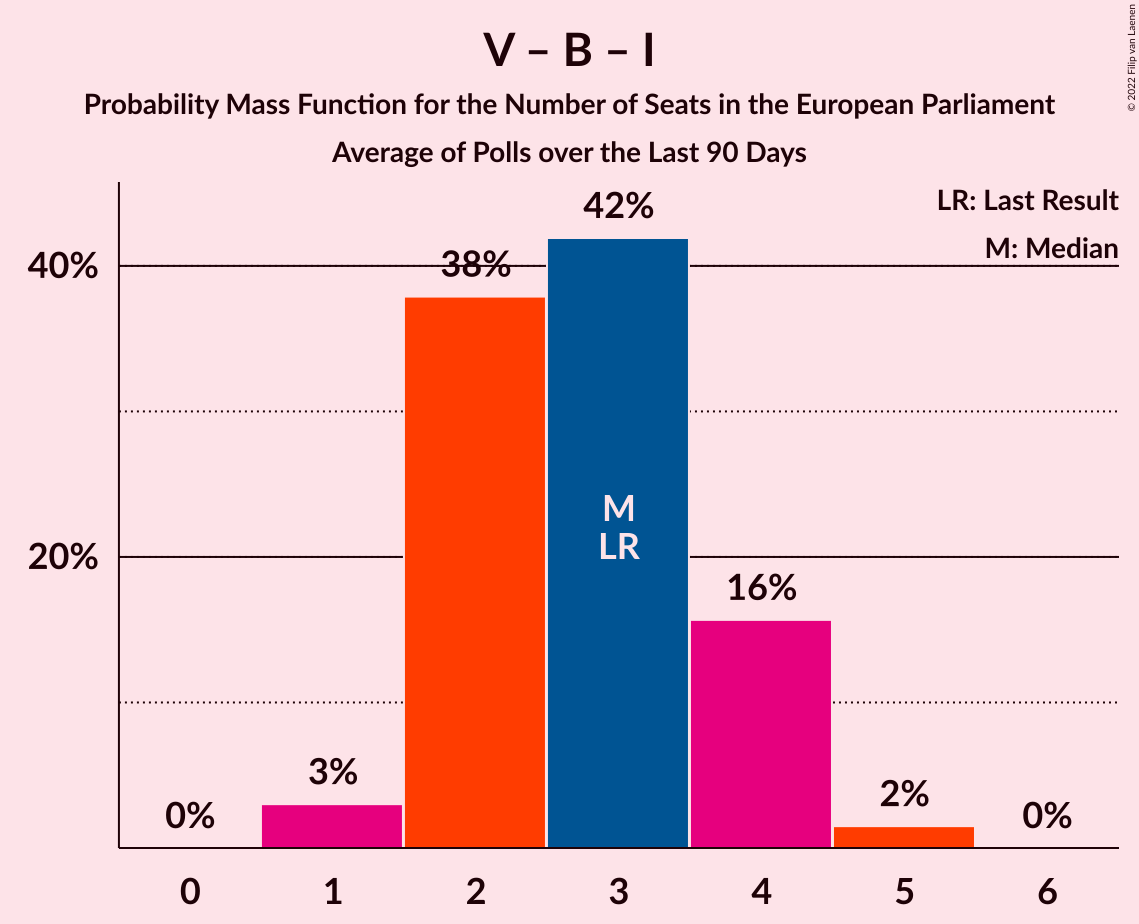 V – B – I
Probability Mass Function for the Number of Seats in the European Parliament
Average of Polls over the Last 90 Days
© 2022 Filip van Laenen
LR: Last Result
M: Median
42%
40%
38%
M
LR
20%
16%
3%
2%
0%
0%
0 1 2 3 4 5 6